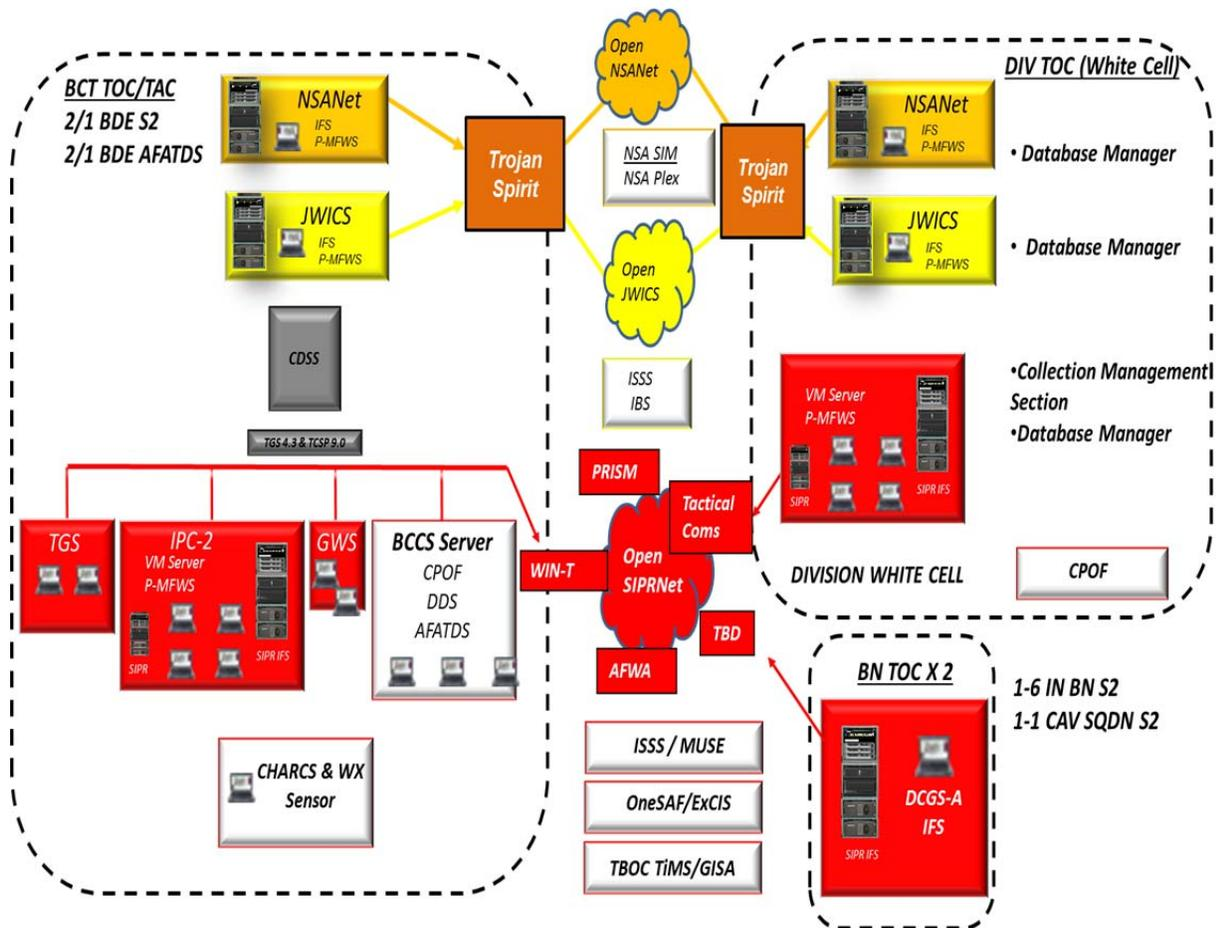 BCT TOC/TAC
2/1 BDE S2
2/1 BDE AFATDS
NSANet
IFS
P-MFWS
JWICS
IFS
P-MFWS
CDSS
TGS 4.3 & TCSP 9.0
TGS
IPC-2
VM Server
P-MFWS
SIPR
SIPR IFS
GWS
BCCS Server
CPOF
DDS
AFATDS
CHARCS & WX
Sensor
Trojan
Spirit
Open
NSANet
NSA SIM
NSA Plex
Open
JWICS
ISSS
IBS
PRISM
Tactical
Coms
Open
SIPRNet
WIN-T
TBD
AFWA
ISSS / MUSE
OneSAF/ExCIS
TBOC TiMS/GISA
Trojan
Spirit
DIV TOC (White Cell)
NSANet
IFS
P-MFWS
• Database Manager
JWICS
IFS
P-MFWS
• Database Manager
VM Server
P-MFWS
SIPR
SIPR IFS
•Collection Management
Section
•Database Manager
DIVISION WHITE CELL
CPOF
BN TOC X 2
DCGS-A
IFS
SIPR IFS
1-6 IN BN S2
1-1 CAV SQDN S2